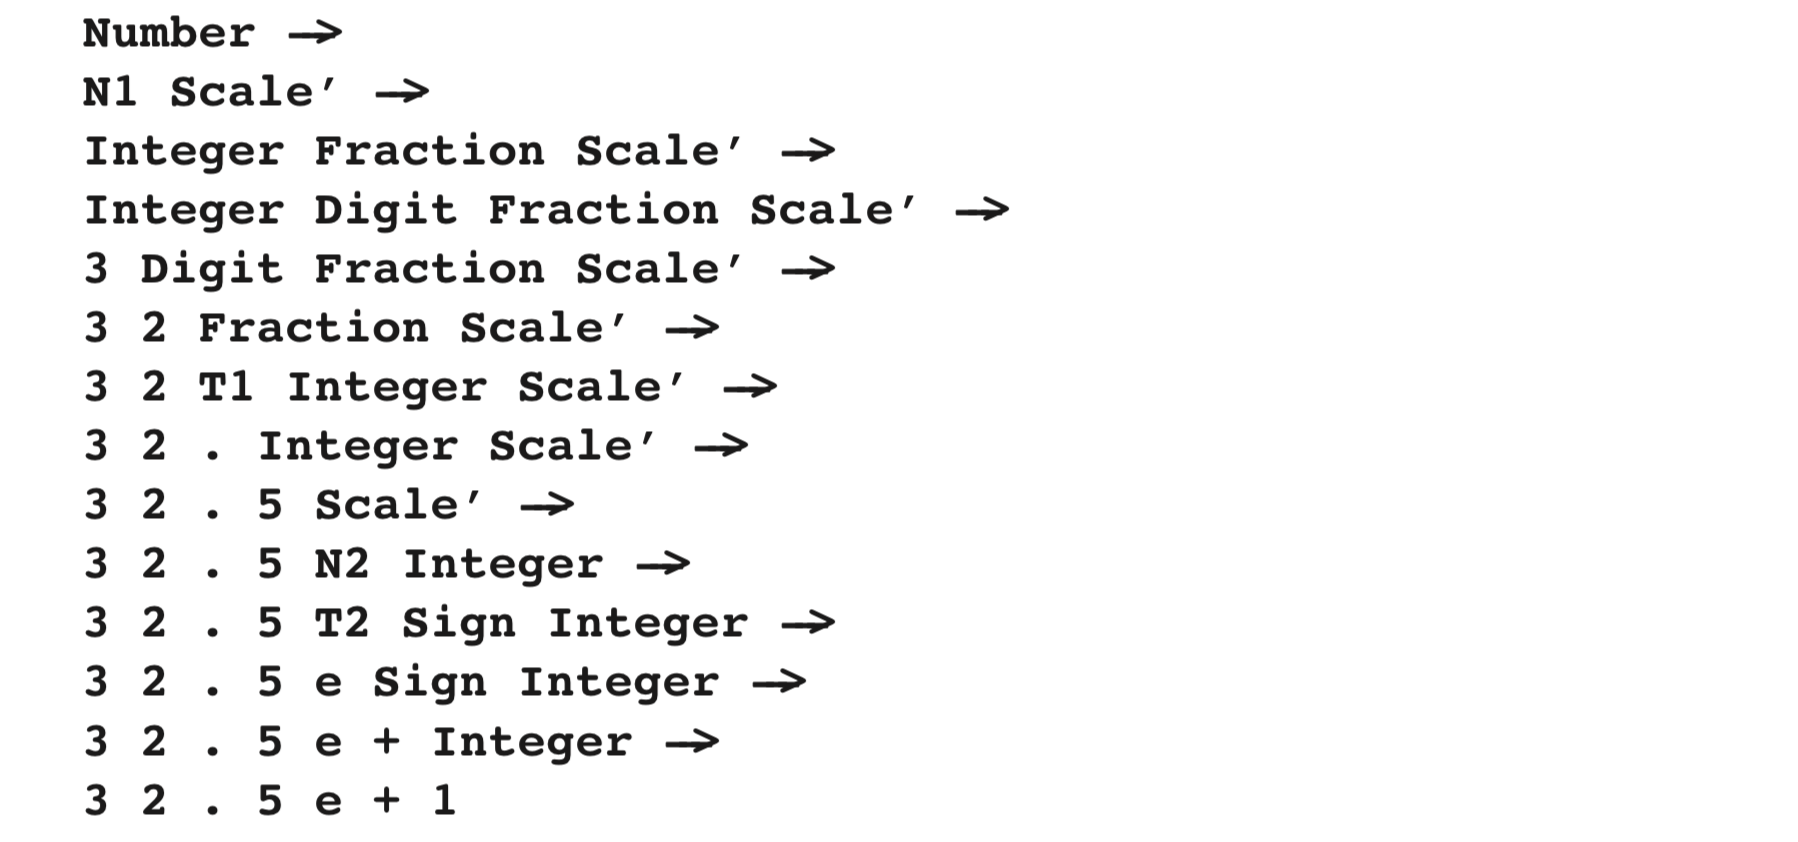 Number →
N1 Scale′ →
Integer Fraction Scale′ →
Integer Digit Fraction Scale′ →
3 Digit Fraction Scale′ →
3 2 Fraction Scale′ →
3 2 T1 Integer Scale′ →
3 2 . Integer Scale′ →
3 2 . 5 Scale′ →
3 2 . 5 N2 Integer →
3 2 . 5 T2 Sign Integer →
3 2 . 5 e Sign Integer →
3 2 . 5 e + Integer →
3 2 . 5 e + 1